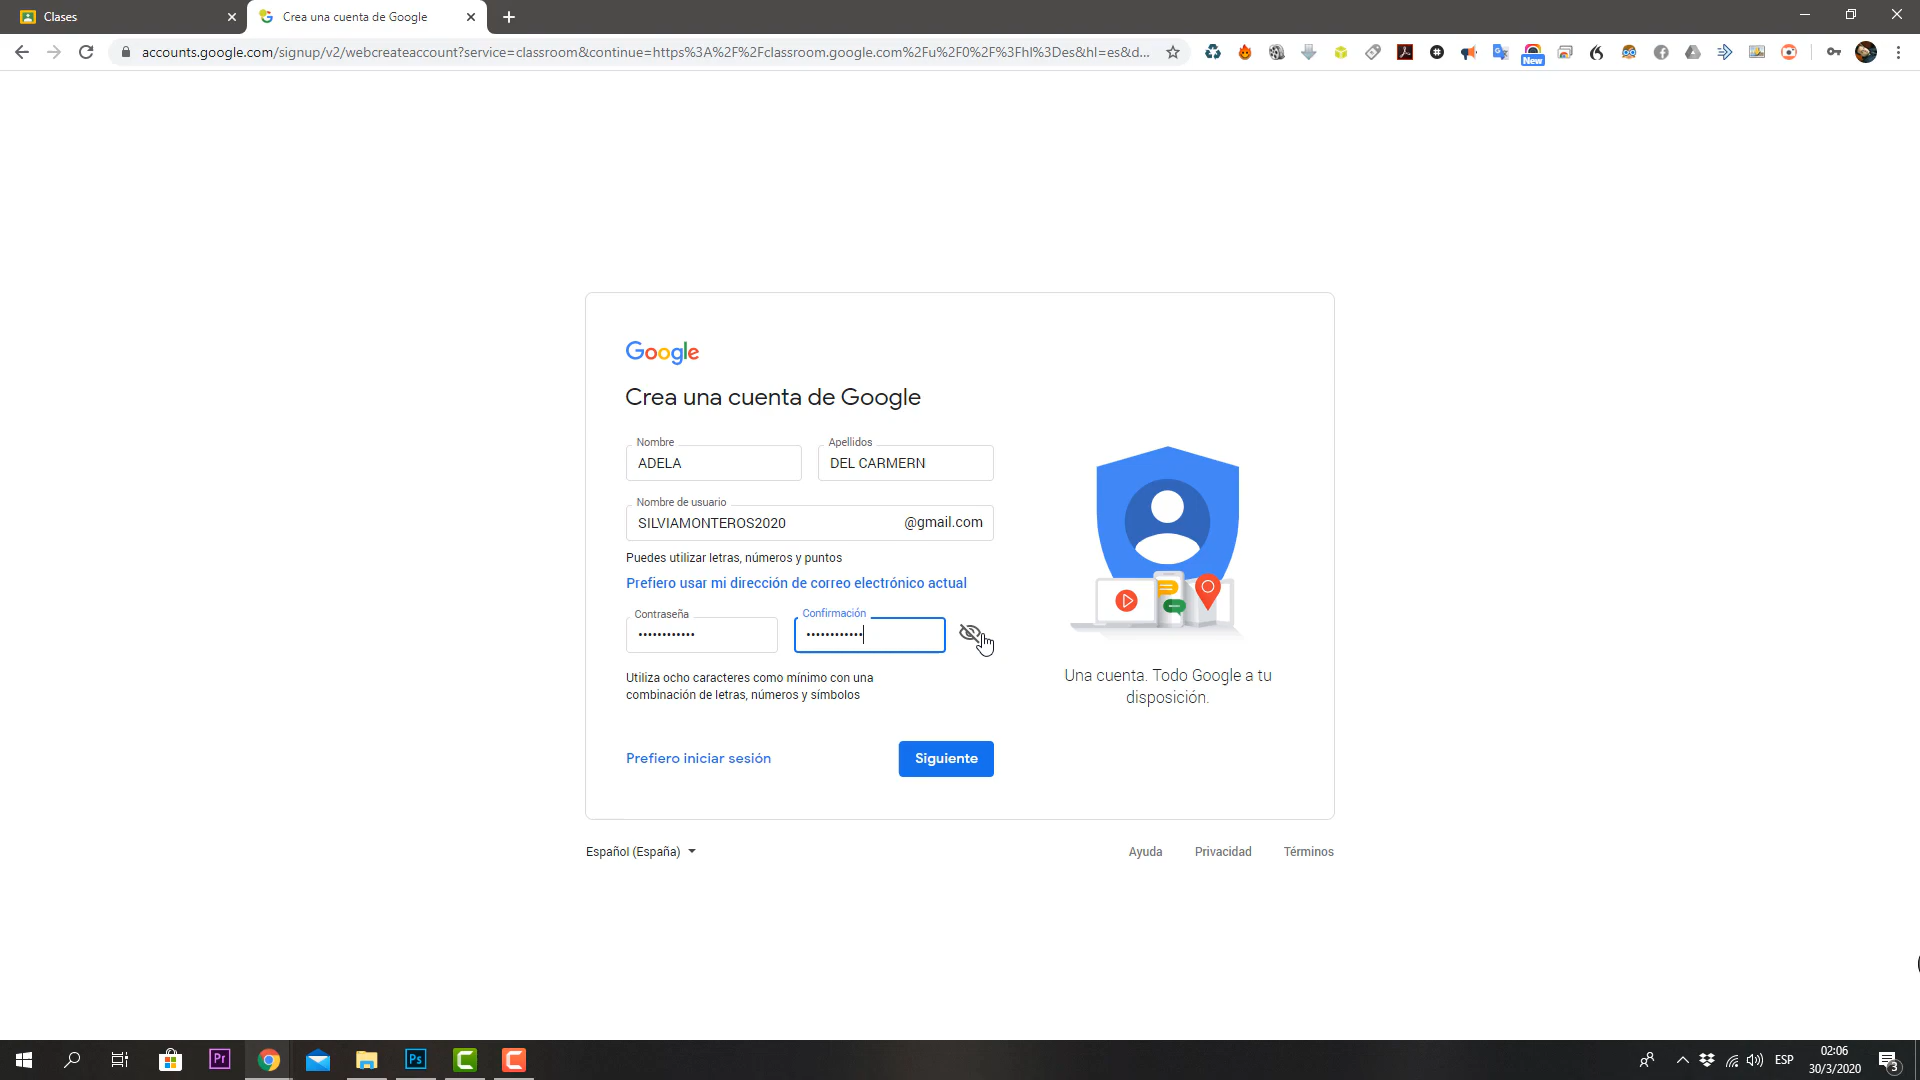 Clases
Crea una cuenta de Google
accounts.google.com/signup/v2/webcreateaccount?service=classroom&continue=https%3A%2F%2Fclassroom.google.com%2Fu%2F0%2F%3Fhl%3Des&hl=es&d...
New
Google
Crea una cuenta de Google
Nombre
Apellidos
ADELA
DEL CARMERN
Nombre de usuario
SILVIAMONTEROS2020
@gmail.com
Puedes utilizar letras, números y puntos
Prefiero usar mi dirección de correo electrónico actual
Contraseña
Confirmación
Utiliza ocho caracteres como mínimo con una
combinación de letras, números y símbolos
Una cuenta. Todo Google a tu
disposición.
Prefiero iniciar sesión
Siguiente
Español (España)
Ayuda
Privacidad
Términos
Pr
Ps
ESP
02:06
30/3/2020
3